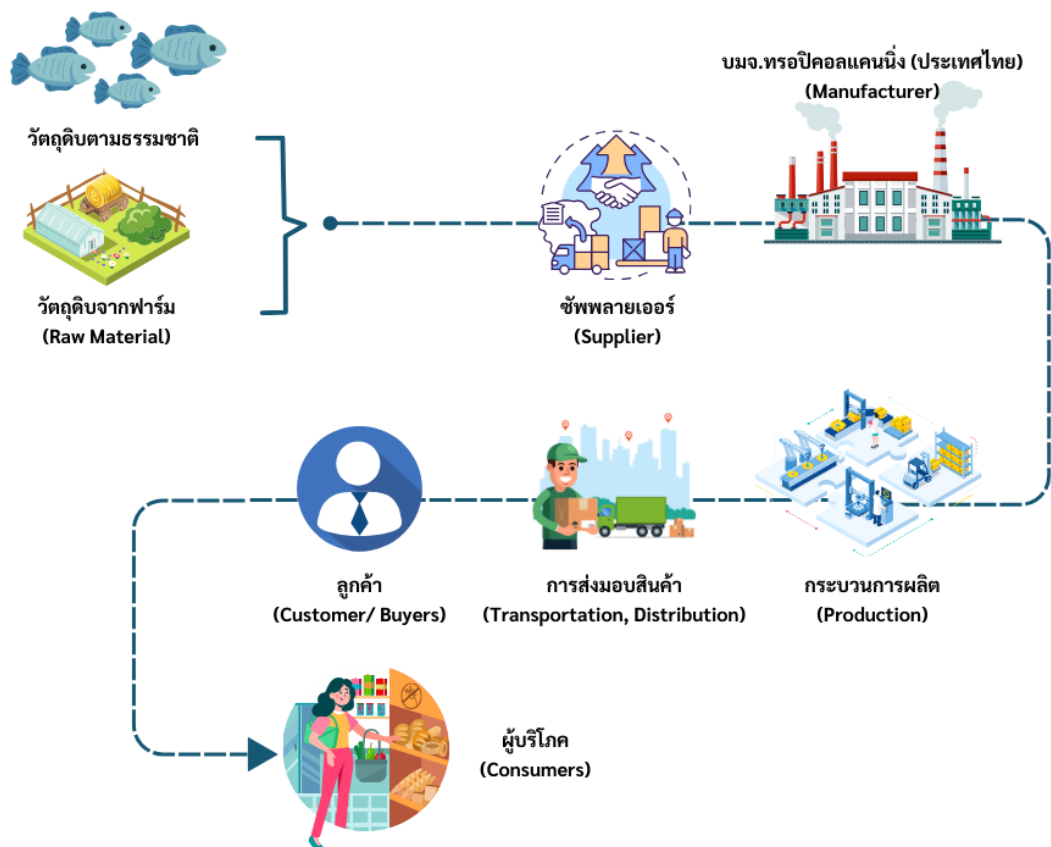 วัตถุดิบตามธรรมชาติ
วัตถุดิบจากฟาร์ม
(Raw Material)
ซัพพลายเออร์
(Supplier)
บมจ.ทรอปิคอลแคนนิ่ง (ประเทศไทย)
(Manufacturer)
กระบวนการผลิต
(Production)
การส่งมอบสินค้า
(Transportation, Distribution)
ลูกค้า
(Customer/ Buyers)
ผู้บริโภค
(Consumers)